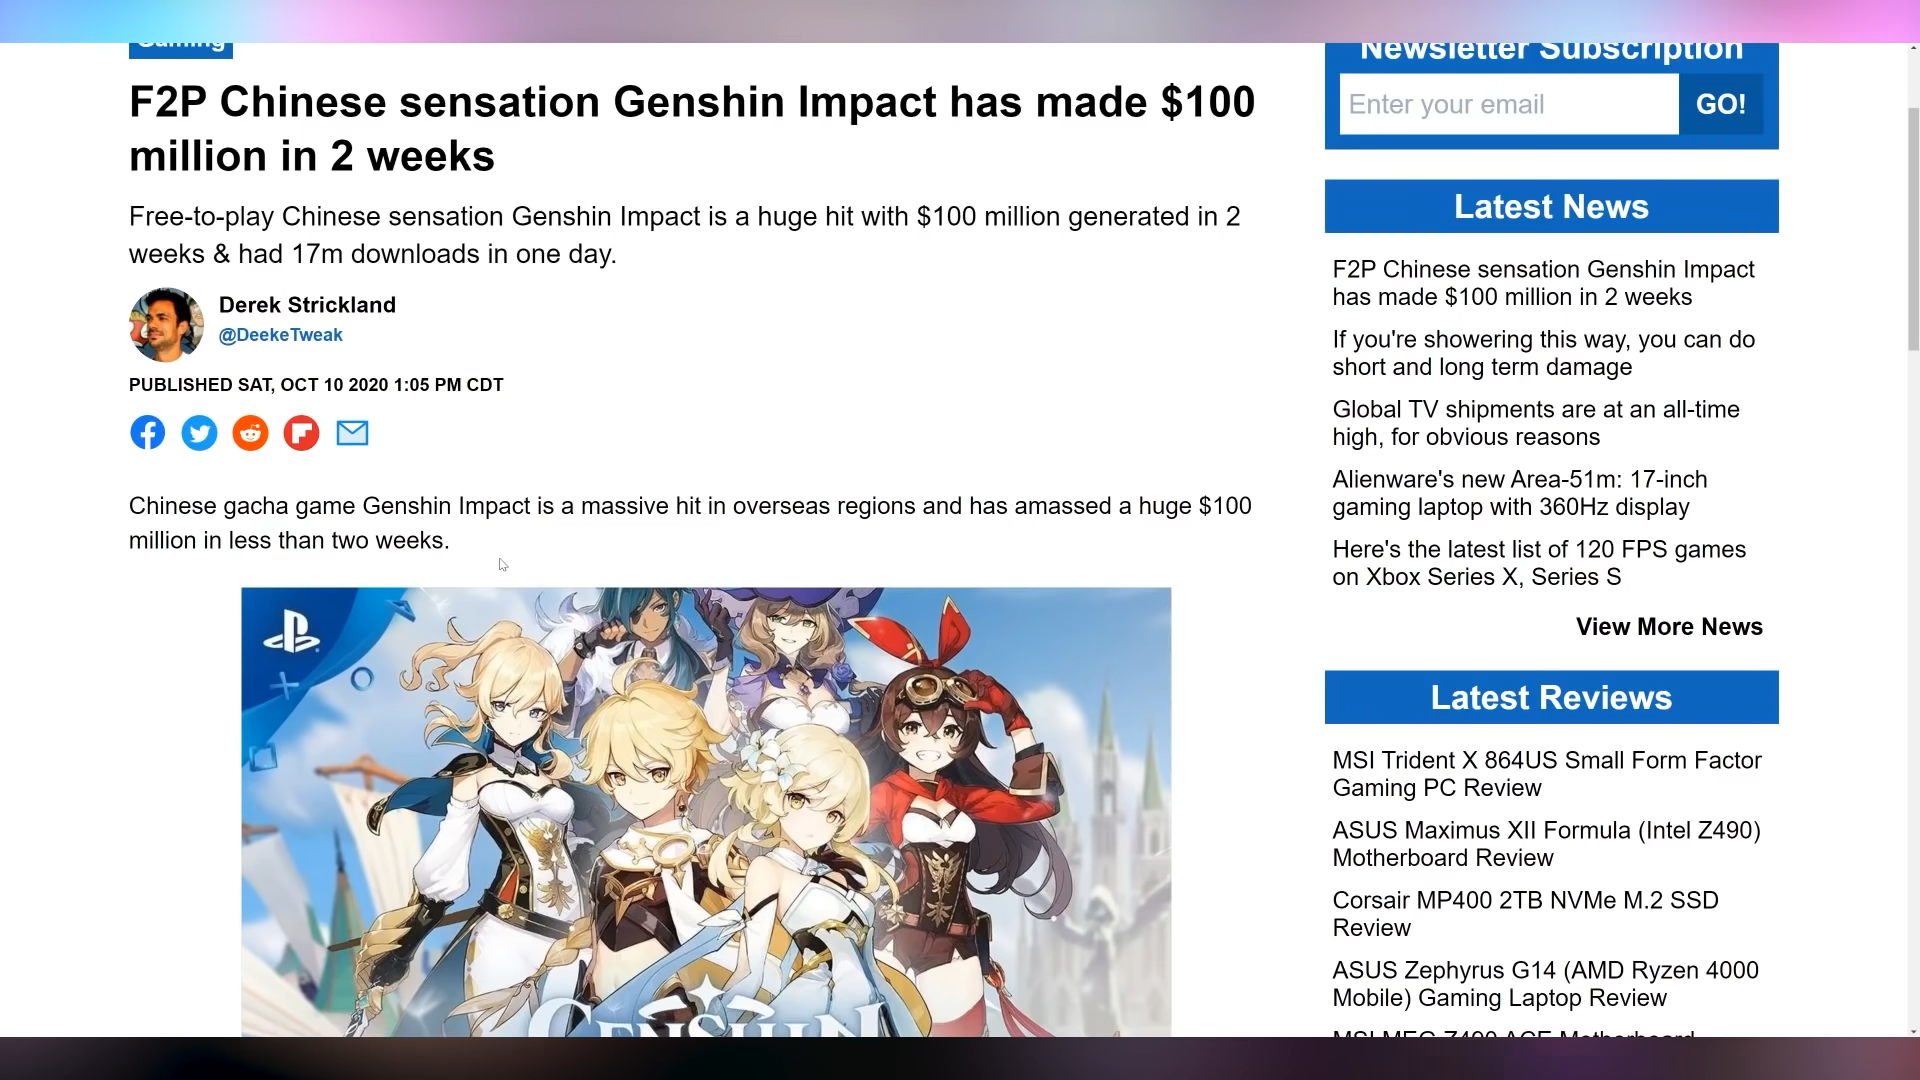 Gaming
F2P Chinese sensation Genshin Impact has made $100
million in 2 weeks
Free-to-play Chinese sensation Genshin Impact is a huge hit with $100 million generated in 2
weeks & had 17m downloads in one day.
Derek Strickland
@DeekeTweak
PUBLISHED SAT, OCT 10 2020 1:05 PM CDT
Chinese gacha game Genshin Impact is a massive hit in overseas regions and has amassed a huge $100
million in less than two weeks.
GENSHIN
Newsletter Subscription
Enter your email
GO!
Latest News
F2P Chinese sensation Genshin Impact
has made $100 million in 2 weeks
If you're showering this way, you can do
short and long term damage
Global TV shipments are at an all-time
high, for obvious reasons
Alienware's new Area-51m: 17-inch
gaming laptop with 360Hz display
Here's the latest list of 120 FPS games
on Xbox Series X, Series S
View More News
Latest Reviews
MSI Trident X 864US Small Form Factor
Gaming PC Review
ASUS Maximus XII Formula (Intel Z490)
Motherboard Review
Corsair MP400 2TB NVMe M.2 SSD
Review
ASUS Zephyrus G14 (AMD Ryzen 4000
Mobile) Gaming Laptop Review
MSI MEG Z490 ACE Motherboard